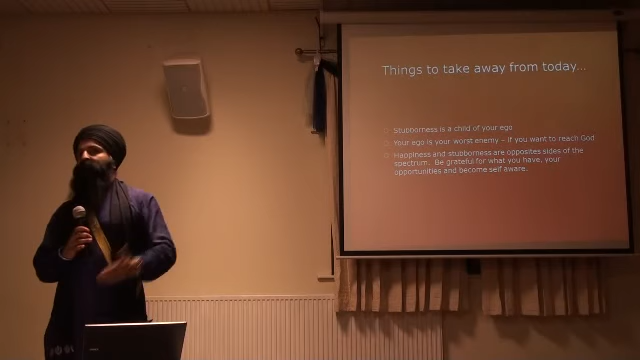 Things to take away from today...
Stubborness is a child of your ego
Your ego is your worst enemy – if you want to reach God
Happiness and stubborness are opposites sides of the
spectrum. Be grateful for what you have, your
opportunities and become self aware.